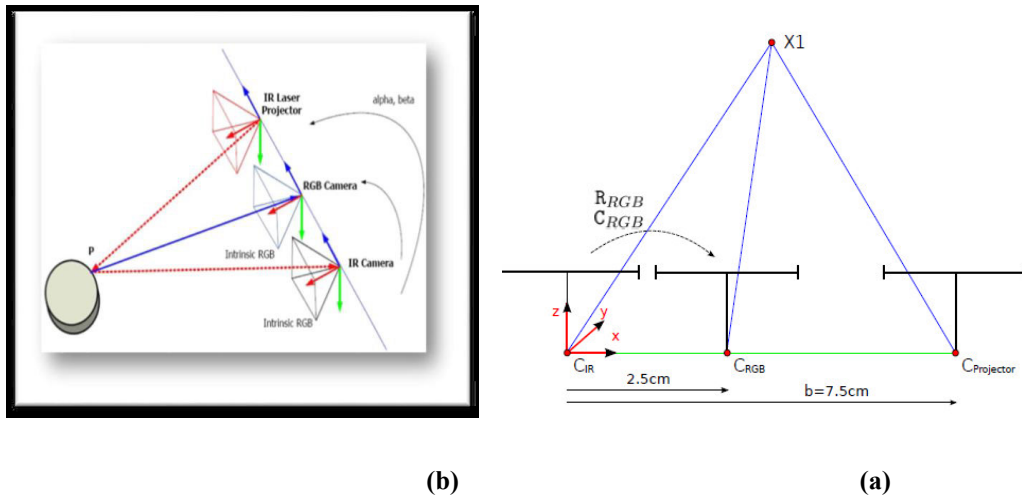 IR Laser
Projector
alpha, beta
RGB Camera
P
Intrinsic RGB
IR Camera
Intrinsic RGB
X1
R_RGB
C_RGB
z
y
x
C_IR
C_RGB
C_Projector
2.5cm
b=7.5cm
(b)
(a)